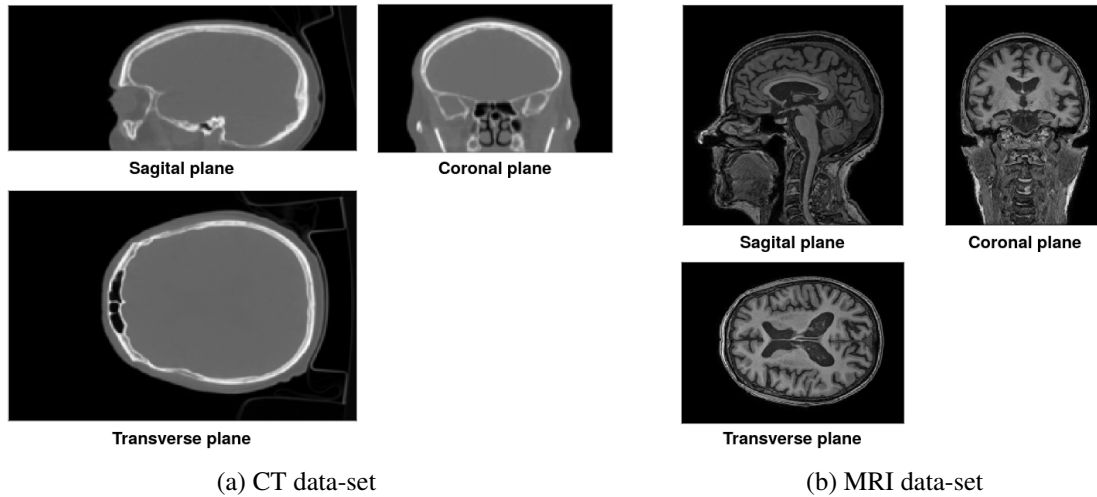 Sagital plane
Coronal plane
Transverse plane
(a) CT data-set
Sagital plane
Coronal plane
Transverse plane
(b) MRI data-set